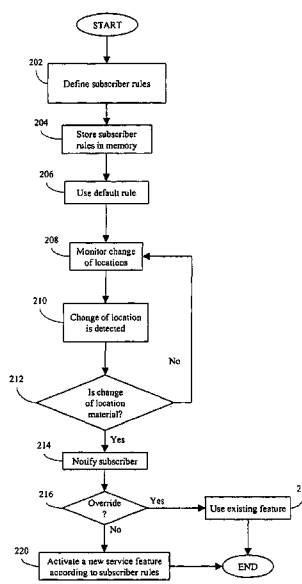 START
202
Define subscriber rules
204
Store subscriber
rules in memory
206
Use default rule
208
Monitor change
of locations
210
Change of location
is detected
No
212
Is change
of location
material?
Yes
214
Notify subscriber
216
Override
?
Yes
2
Use existing feature
No
220
Activate a new service feature
according to subscriber rules
END